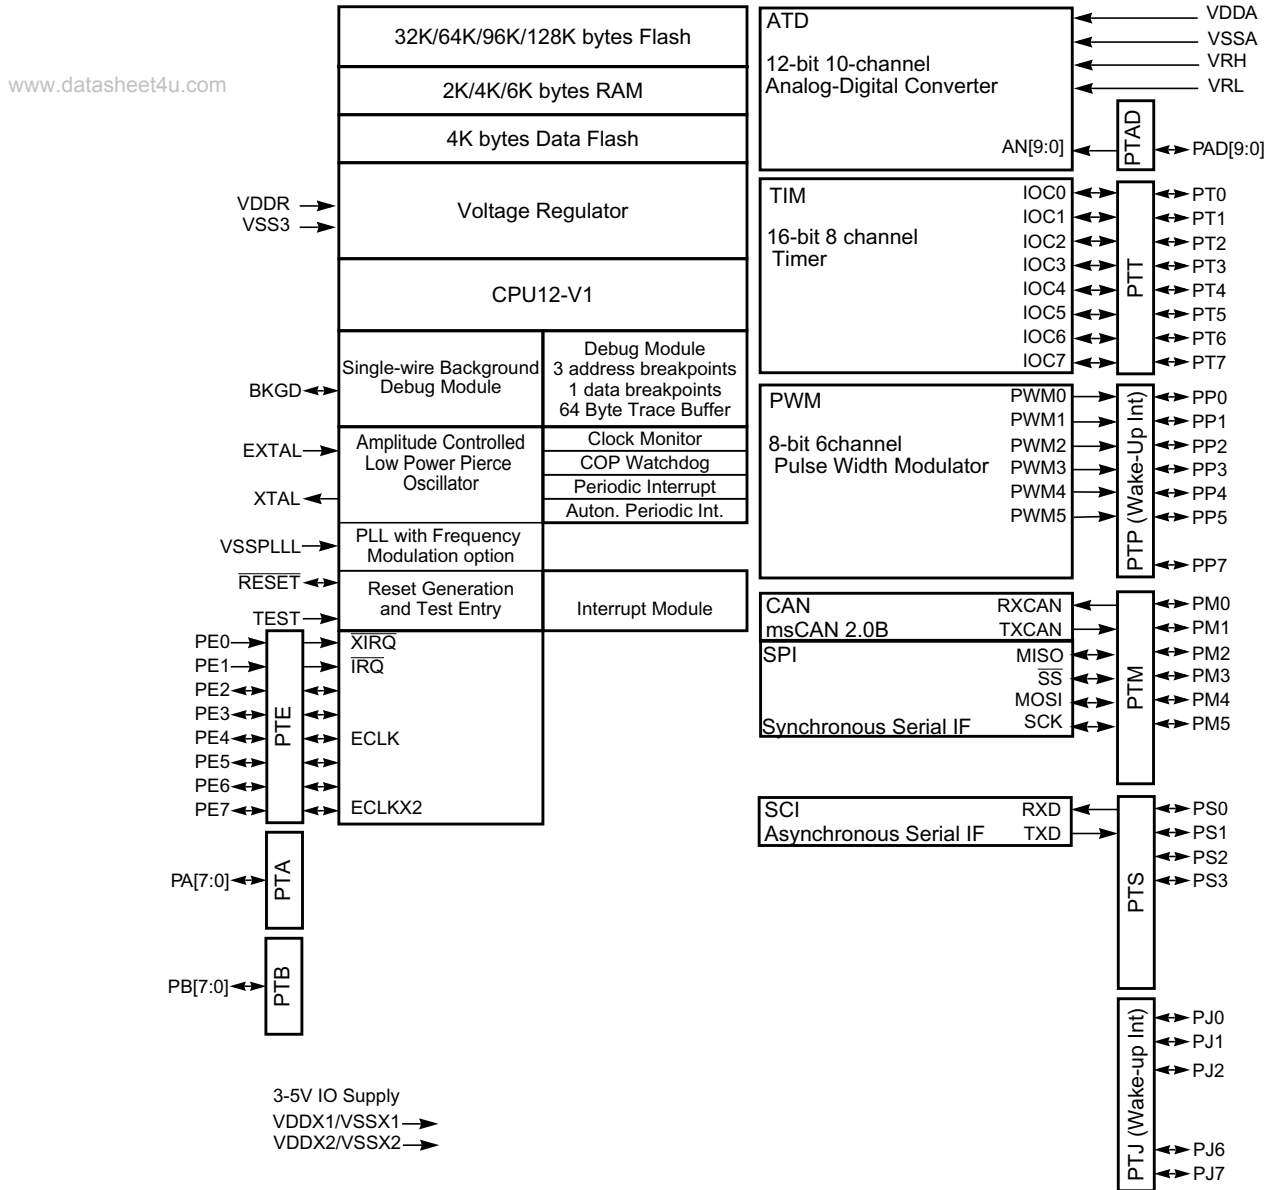 www.datasheet4u.com
32K/64K/96K/128K bytes Flash
2K/4K/6K bytes RAM
4K bytes Data Flash
VDDR
VSS3
Voltage Regulator
CPU12-V1
BKGD
Single-wire Background
Debug Module
Debug Module
3 address breakpoints
1 data breakpoints
64 Byte Trace Buffer
EXTAL
XTAL
Amplitude Controlled
Low Power Pierce
Oscillator
Clock Monitor
COP Watchdog
Periodic Interrupt
Auton. Periodic Int.
VSSPLLL
PLL with Frequency
Modulation option
RESET
TEST
Reset Generation
and Test Entry
Interrupt Module
PE0
PE1
PE2
PE3
PE4
PE5
PE6
PE7
PTE
XIRQ
IRQ
ECLK
ECLKX2
PA[7:0]
PTA
PB[7:0]
PTB
3-5V IO Supply
VDDX1/VSSX1
VDDX2/VSSX2
ATD
12-bit 10-channel
Analog-Digital Converter
AN[9:0]
VDDA
VSSA
VRH
VRL
PTAD
PAD[9:0]
TIM
16-bit 8 channel
Timer
IOC0
IOC1
IOC2
IOC3
IOC4
IOC5
IOC6
IOC7
PTT
PT0
PT1
PT2
PT3
PT4
PT5
PT6
PT7
PWM
8-bit 6channel
Pulse Width Modulator
PWM0
PWM1
PWM2
PWM3
PWM4
PWM5
PTP (Wake-Up Int)
PP0
PP1
PP2
PP3
PP4
PP5
PP7
CAN
msCAN 2.0B
RXCAN
TXCAN
SPI
Synchronous Serial IF
MISO
SS
MOSI
SCK
PTM
PM0
PM1
PM2
PM3
PM4
PM5
SCI
Asynchronous Serial IF
RXD
TXD
PTS
PS0
PS1
PS2
PS3
PTJ (Wake-up Int)
PJ0
PJ1
PJ2
PJ6
PJ7